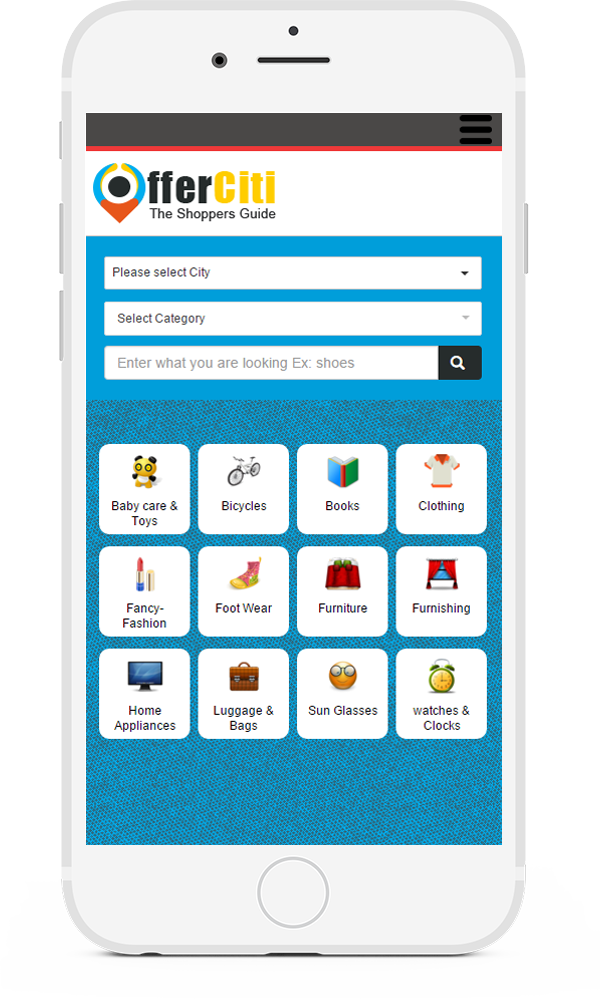 OfferCiti
The Shoppers Guide
Please select City
Select Category
Enter what you are looking Ex: shoes
Baby care &
Toys
Bicycles
Books
Clothing
Fancy-
Fashion
Foot Wear
Furniture
Furnishing
Home
Appliances
Luggage &
Bags
Sun Glasses
watches &
Clocks